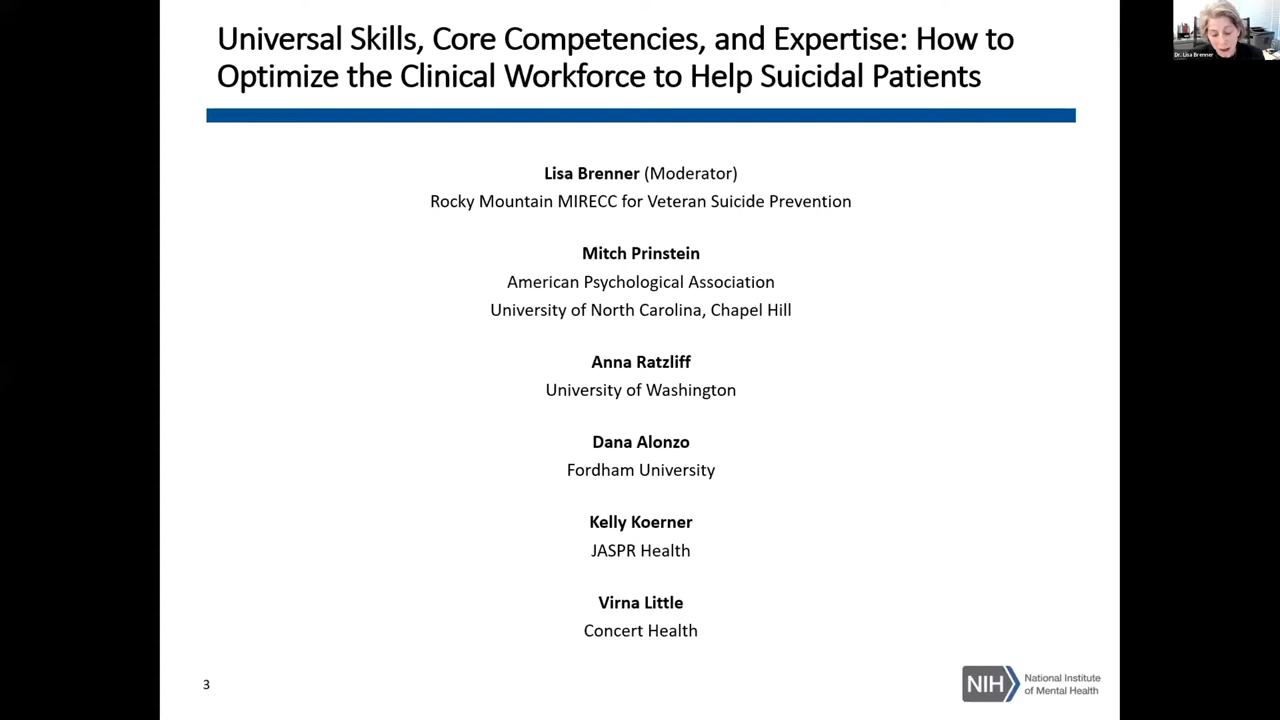 Universal Skills, Core Competencies, and Expertise: How to
Optimize the Clinical Workforce to Help Suicidal Patients
Dr. Lisa Brenner
Lisa Brenner (Moderator)
Rocky Mountain MIRECC for Veteran Suicide Prevention
Mitch Prinstein
American Psychological Association
University of North Carolina, Chapel Hill
Anna Ratzliff
University of Washington
Dana Alonzo
Fordham University
Kelly Koerner
JASPR Health
Virna Little
Concert Health
3
NIH
National Institute
of Mental Health